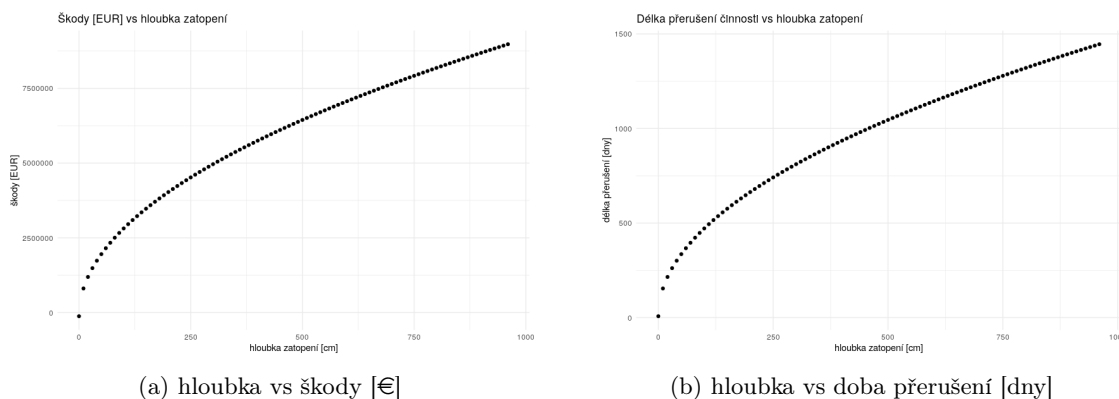 Škody [EUR] vs hloubka zatopení
7500000
5000000
2500000
0
škody [EUR]
0 250 500 750 1000
hloubka zatopení [cm]
(a) hloubka vs škody [€]
Délka přerušení činnosti vs hloubka zatopení
1500
1000
500
0
délka přerušení [dny]
0 250 500 750 100
hloubka zatopení [cm]
(b) hloubka vs doba přerušení [dny]